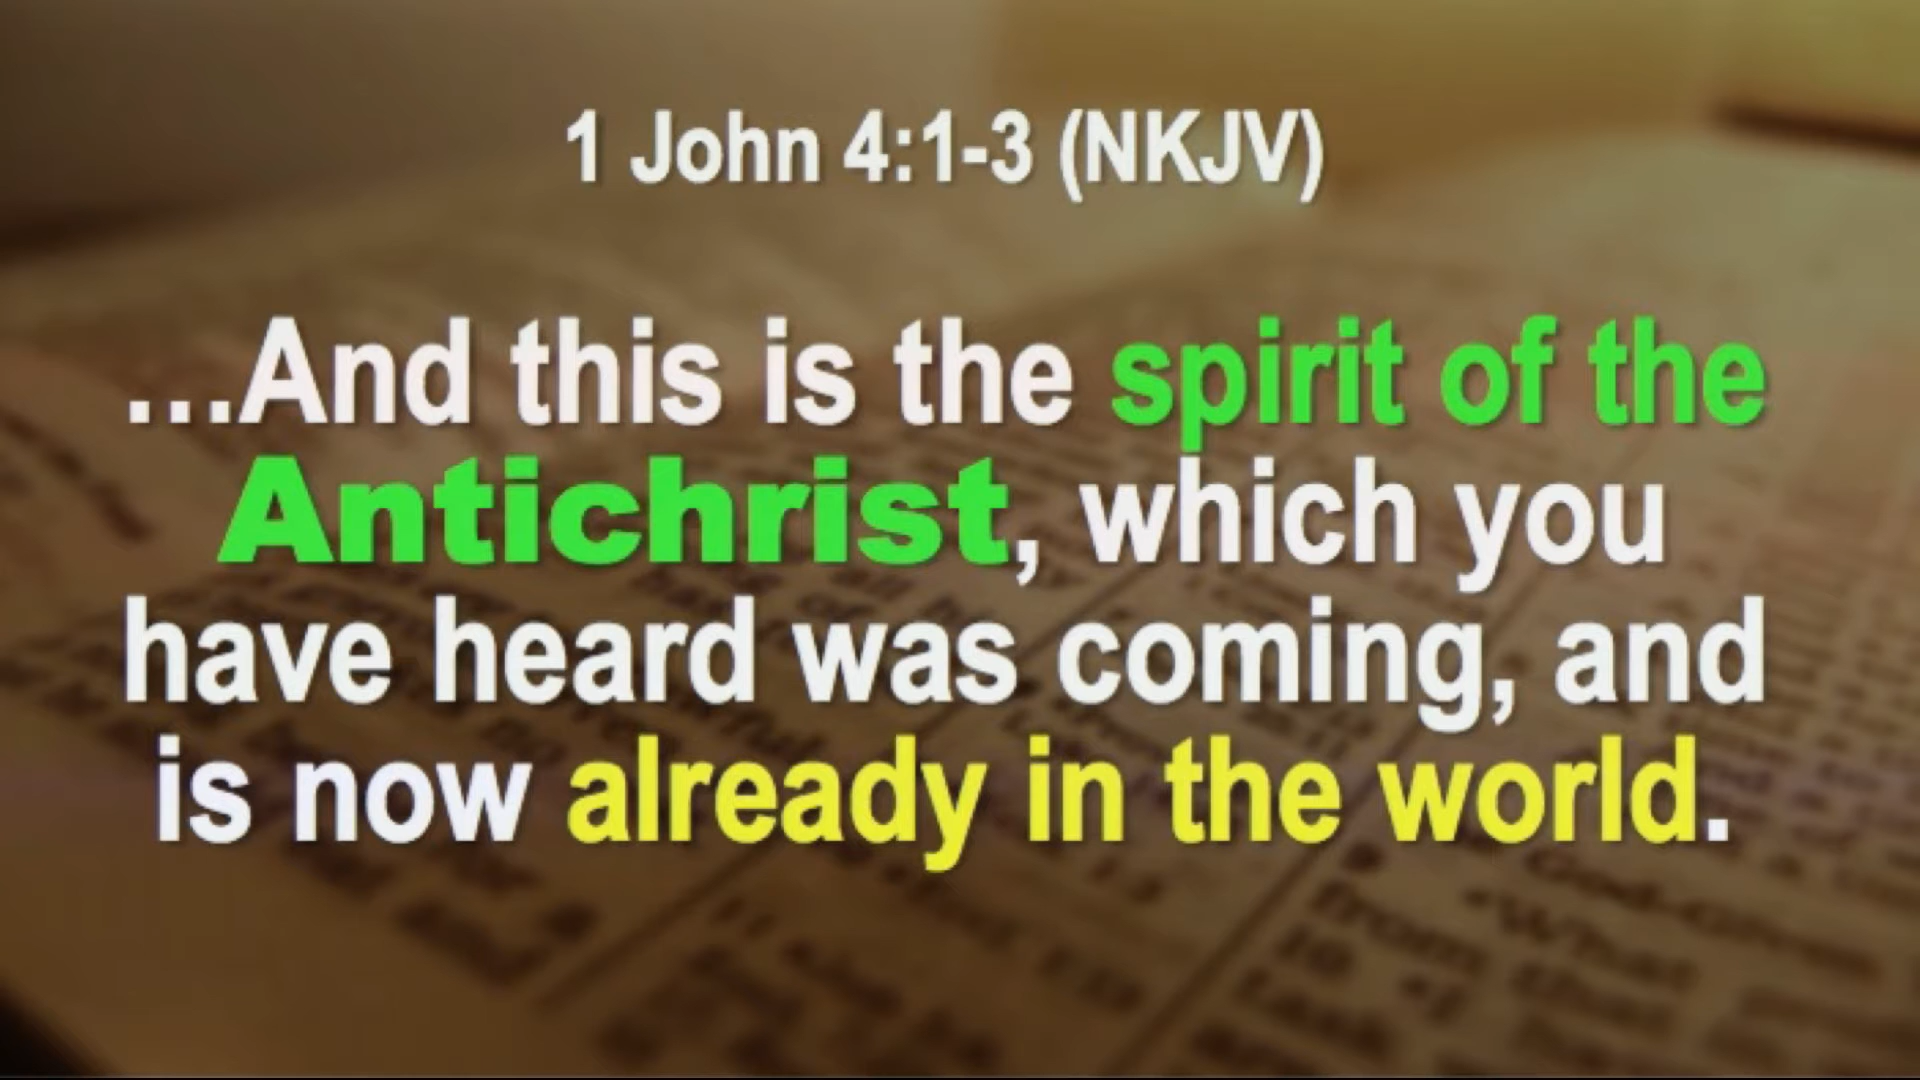 1 John 4:1-3 (NKJV)
…And this is the spirit of the
Antichrist, which you
have heard was coming, and
is now already in the world.